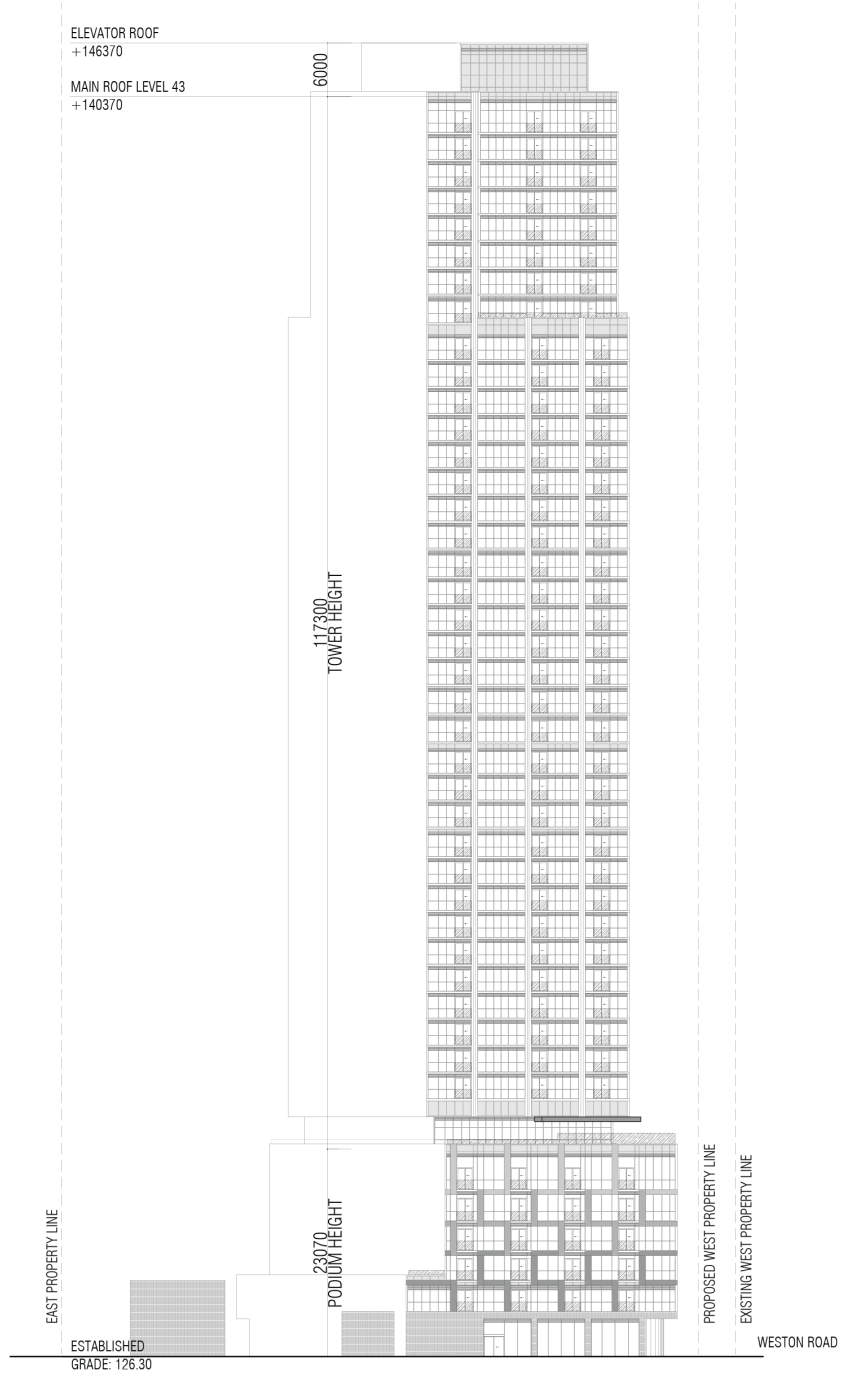 ELEVATOR ROOF
+146370
6000
MAIN ROOF LEVEL 43
+140370
117300
TOWER HEIGHT
23070
PODIUM HEIGHT
EAST PROPERTY LINE
PROPOSED WEST PROPERTY LINE
EXISTING WEST PROPERTY LINE
ESTABLISHED
GRADE: 126.30
WESTON ROAD